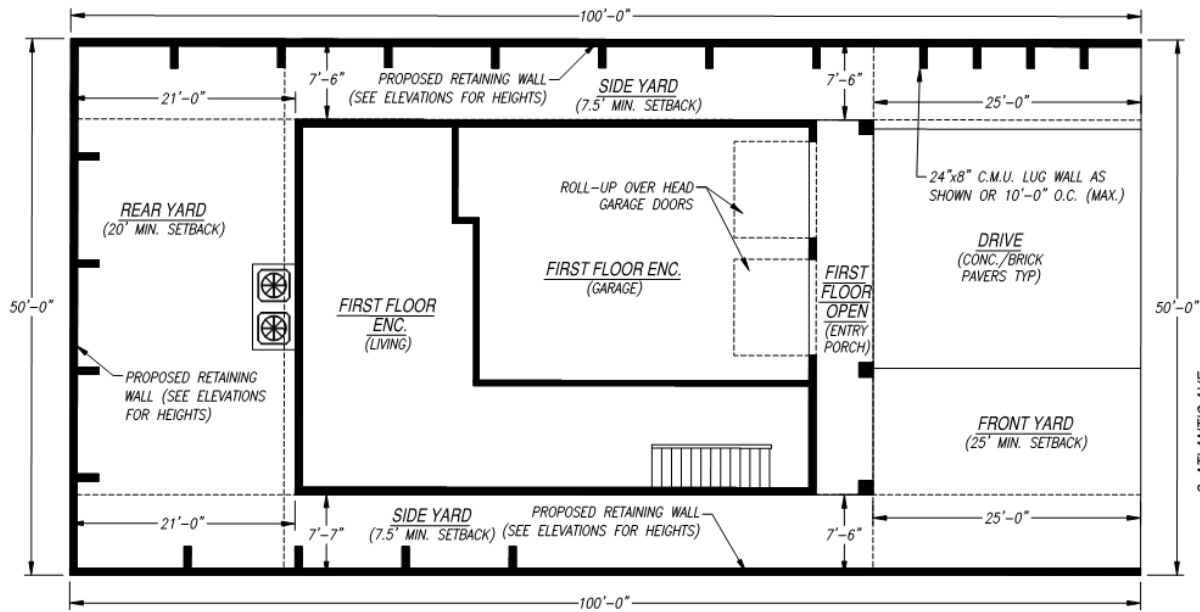 100'-0"
7'-6"
PROPOSED RETAINING WALL
(SEE ELEVATIONS FOR HEIGHTS)
SIDE YARD
(7.5' MIN. SETBACK)
7'-6"
21'-0"
25'-0"
24"x8" C.M.U. LUG WALL AS
SHOWN OR 10'-0" O.C. (MAX.)
ROLL-UP OVER HEAD
GARAGE DOORS
REAR YARD
(20' MIN. SETBACK)
DRIVE
(CONC./BRICK
PAVERS TYP)
FIRST FLOOR ENC.
(GARAGE)
FIRST
FLOOR
OPEN
(ENTRY
PORCH)
50'-0"
FIRST FLOOR
ENC.
(LIVING)
50'-0"
PROPOSED RETAINING
WALL (SEE ELEVATIONS
FOR HEIGHTS)
FRONT YARD
(25' MIN. SETBACK)
21'-0"
7'-7"
SIDE YARD
(7.5' MIN. SETBACK)
PROPOSED RETAINING WALL
(SEE ELEVATIONS FOR HEIGHTS)
7'-6"
25'-0"
100'-0"